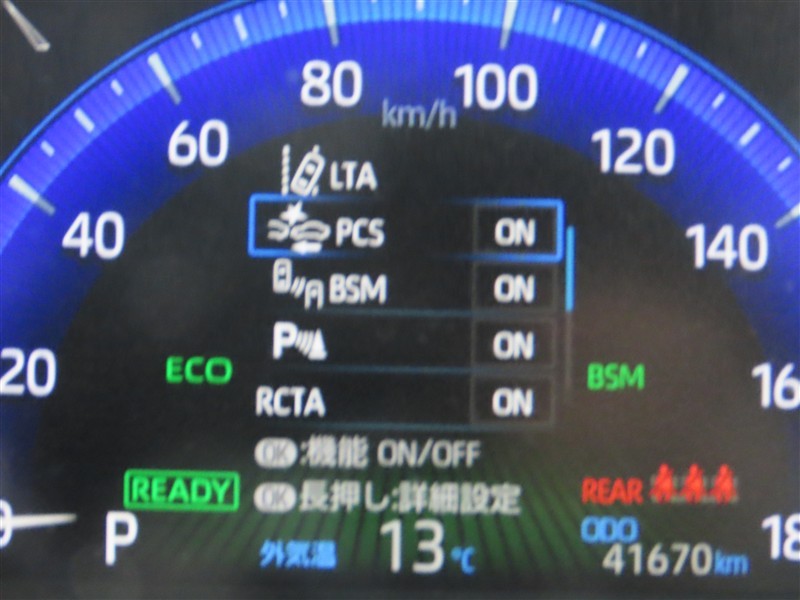 80
100
km/h
60
120
LTA
40
PCS ON
140
BSM ON
P ON
20
ECO
BSM
RCTA ON
OK:機能 ON/OFF
READY
OK長押し:詳細設定
REAR
ODO
P
外気温 13℃
41670km